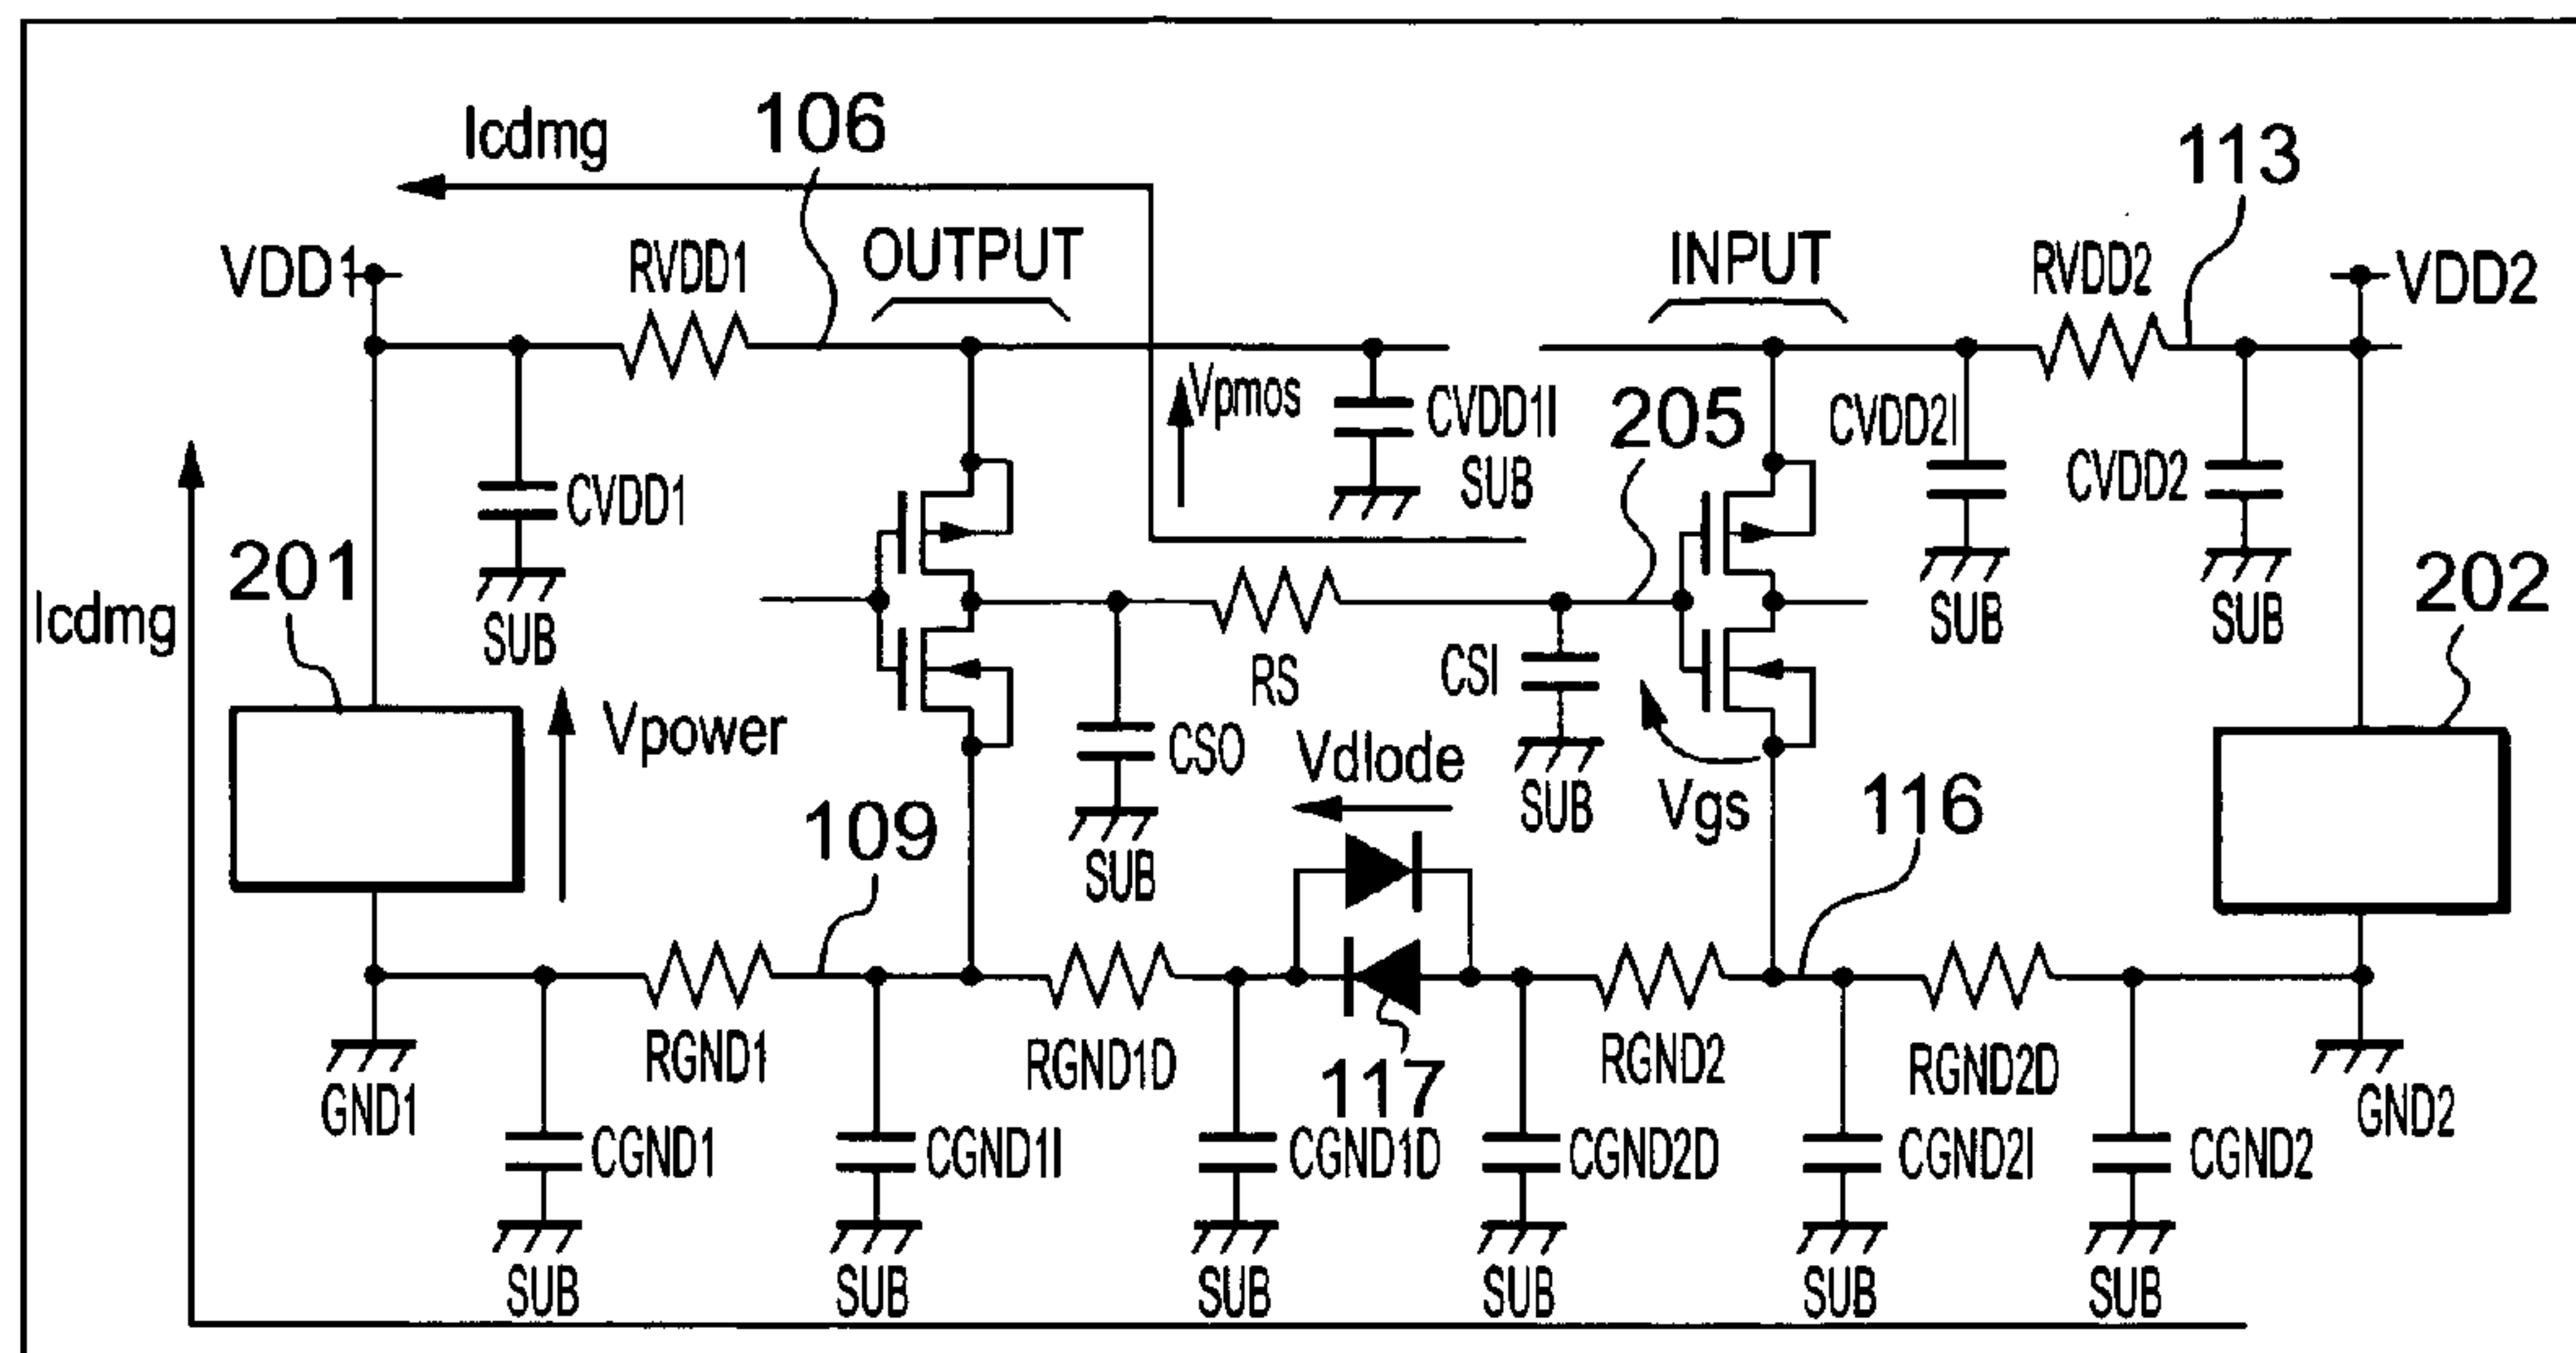 Icdmg
106
113
VDD1
RVDD1
OUTPUT
INPUT
RVDD2
VDD2
Vpmos
CVDD1I
SUB
205
CVDD2I
CVDD2
CVDD1
201
SUB
Icdmg
SUB
SUB
202
RS
CSI
Vpower
CSO
Vdlode
SUB
Vgs
116
109
SUB
RGND1
RGND1D
117
RGND2
RGND2D
GND1
GND2
CGND1
CGND1I
CGND1D
CGND2D
CGND2I
CGND2
SUB
SUB
SUB
SUB
SUB
SUB